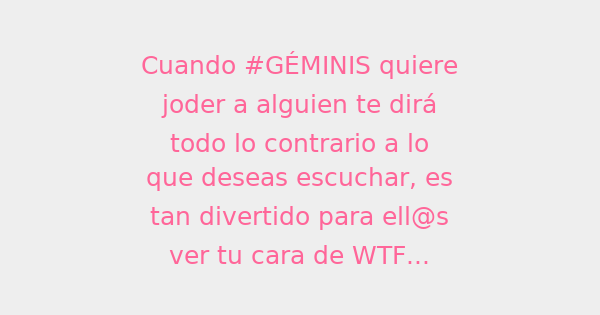 Cuando #GÉMINIS quiere
joder a alguien te dirá
todo lo contrario a lo
que deseas escuchar, es
tan divertido para ell@s
ver tu cara de WTF...